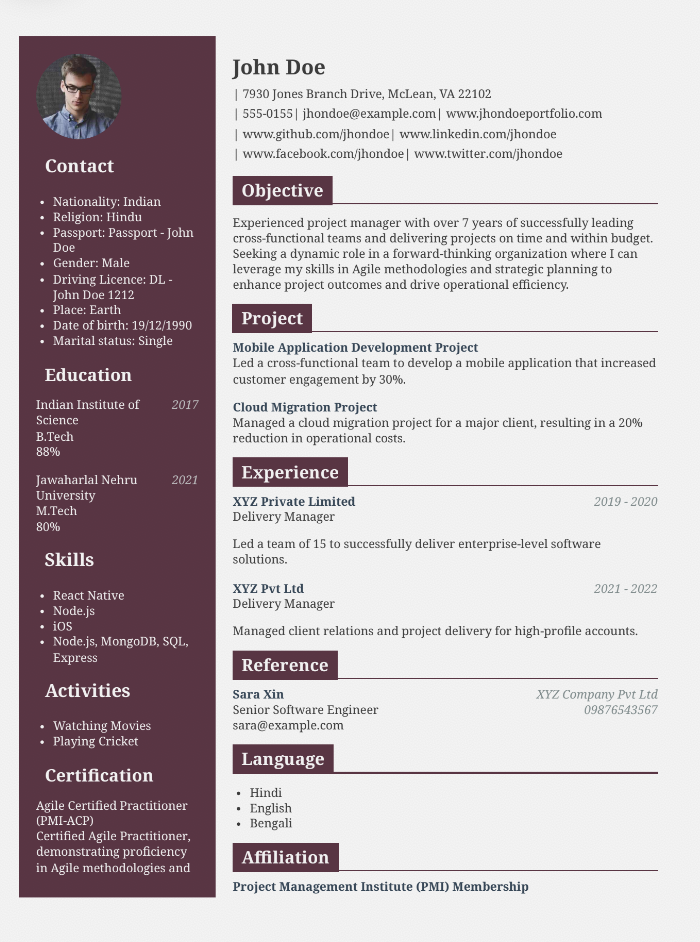 Contact
• Nationality: Indian
• Religion: Hindu
• Passport: Passport - John
Doe
• Gender: Male
• Driving Licence: DL -
John Doe 1212
• Place: Earth
• Date of birth: 19/12/1990
• Marital status: Single
Education
Indian Institute of 2017
Science
B.Tech
88%
Jawaharlal Nehru 2021
University
M.Tech
80%
Skills
• React Native
• Node.js
• iOS
• Node.js, MongoDB, SQL,
Express
Activities
• Watching Movies
• Playing Cricket
Certification
Agile Certified Practitioner
(PMI-ACP)
Certified Agile Practitioner,
demonstrating proficiency
in Agile methodologies and
John Doe
| 7930 Jones Branch Drive, McLean, VA 22102
| 555-0155| jhondoe@example.com| www.jhondoeportfolio.com
| www.github.com/jhondoe| www.linkedin.com/jhondoe
| www.facebook.com/jhondoe| www.twitter.com/jhondoe
Objective
Experienced project manager with over 7 years of successfully leading
cross-functional teams and delivering projects on time and within budget.
Seeking a dynamic role in a forward-thinking organization where I can
leverage my skills in Agile methodologies and strategic planning to
enhance project outcomes and drive operational efficiency.
Project
Mobile Application Development Project
Led a cross-functional team to develop a mobile application that increased
customer engagement by 30%.
Cloud Migration Project
Managed a cloud migration project for a major client, resulting in a 20%
reduction in operational costs.
Experience
XYZ Private Limited 2019 - 2020
Delivery Manager
Led a team of 15 to successfully deliver enterprise-level software
solutions.
XYZ Pvt Ltd 2021 - 2022
Delivery Manager
Managed client relations and project delivery for high-profile accounts.
Reference
Sara Xin XYZ Company Pvt Ltd
Senior Software Engineer 09876543567
sara@example.com
Language
• Hindi
• English
• Bengali
Affiliation
Project Management Institute (PMI) Membership